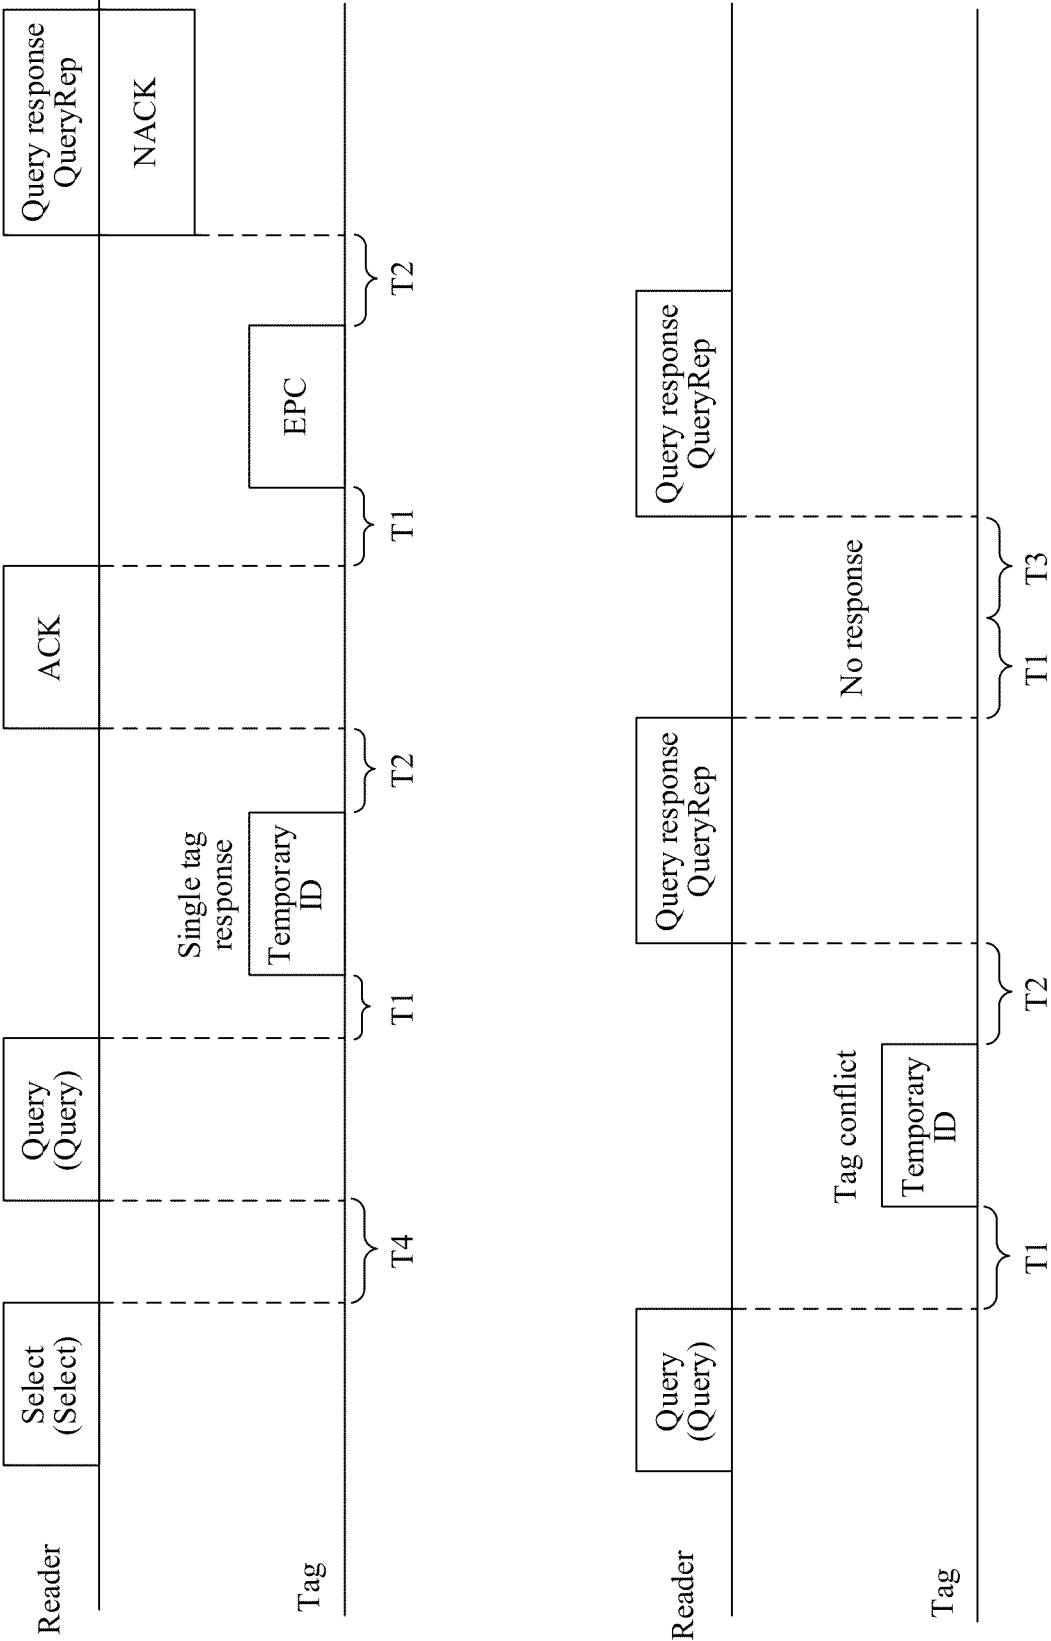 Reader
Select
(Select)
Query
(Query)
ACK
Query response
QueryRep
NACK
Single tag
response
Temporary
ID
EPC
Tag
T4
T1
T2
T1
T2
Reader
Query
(Query)
Query response
QueryRep
Query response
QueryRep
Tag conflict
No response
Temporary
ID
Tag
T1
T2
T1
T3